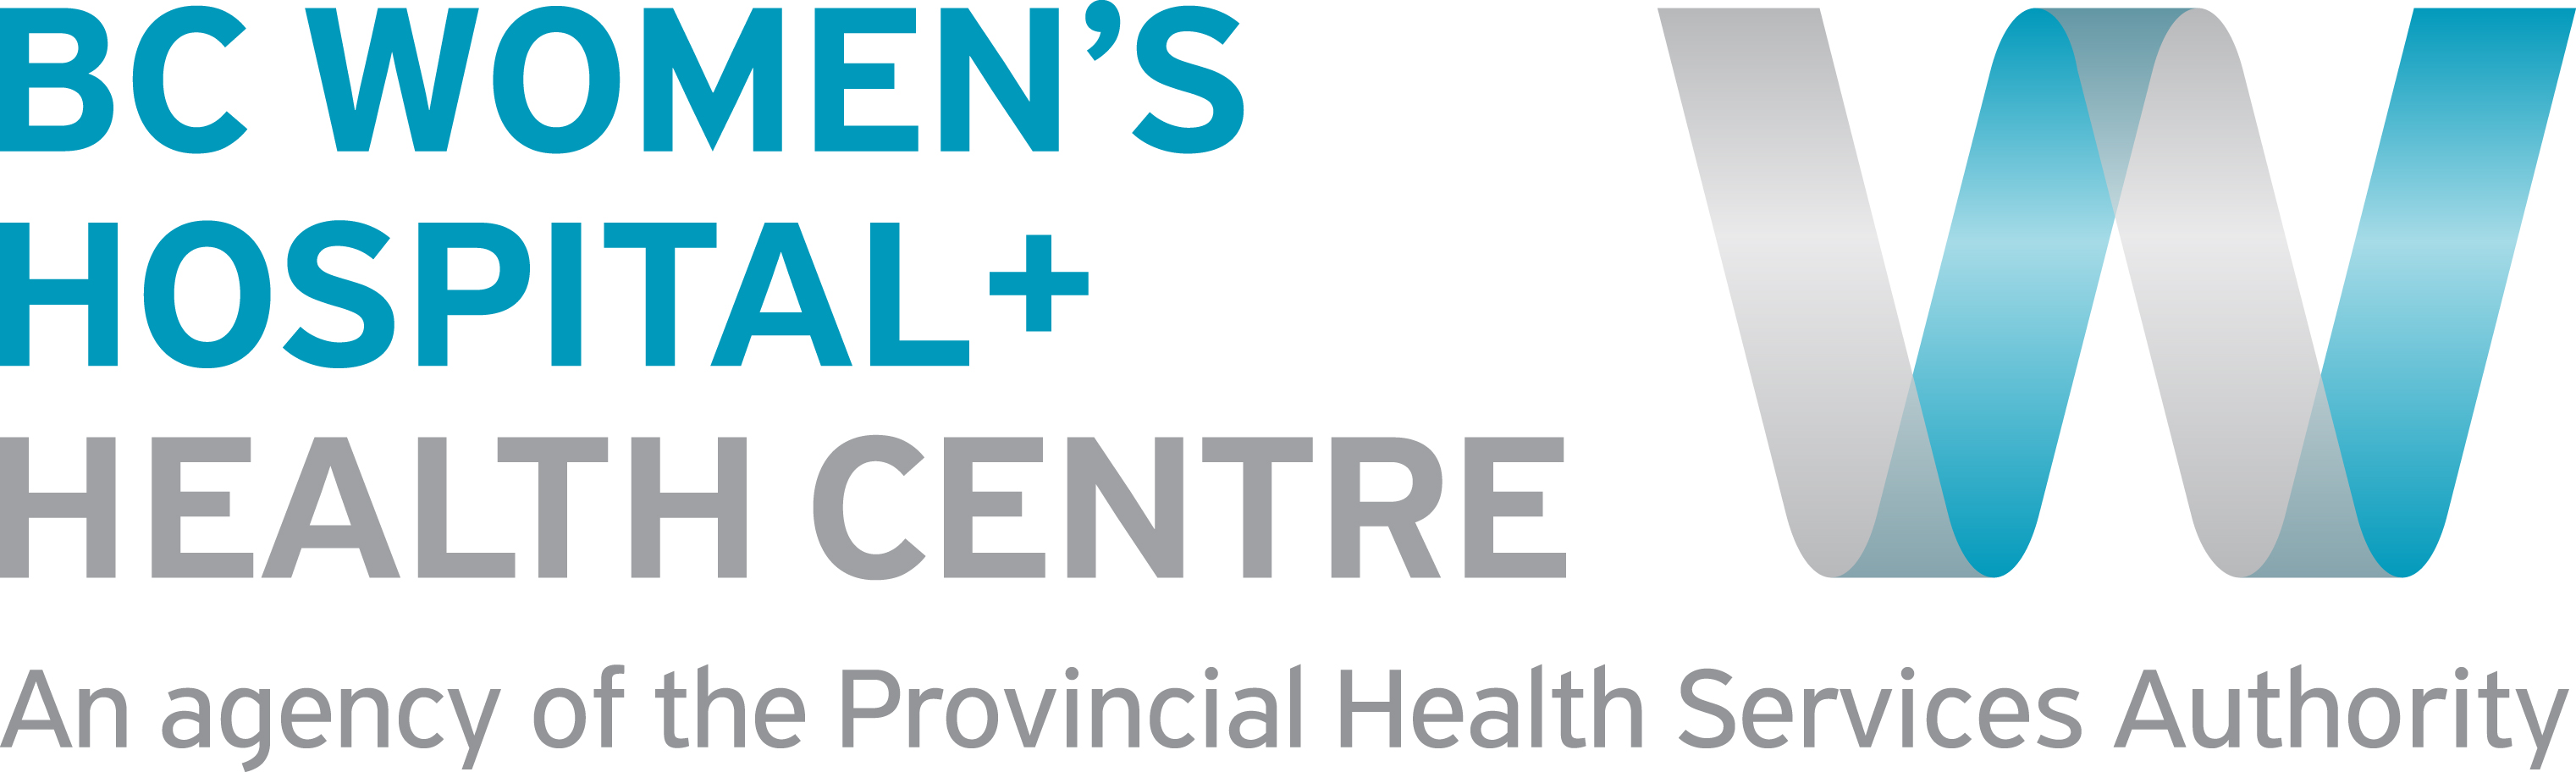 BC WOMEN’S
HOSPITAL+
HEALTH CENTRE
An agency of the Provincial Health Services Authority